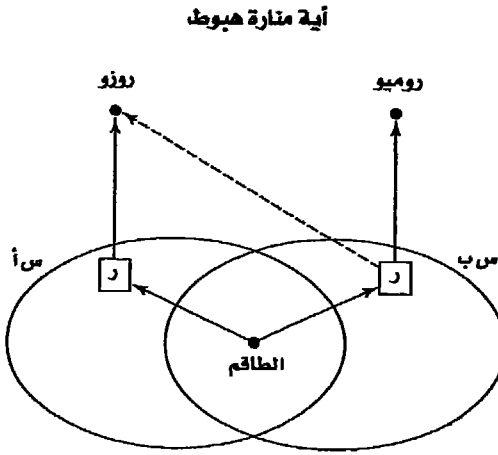 أية منارة هبوط
روزو
روميو
س أ
س ب
ر
ر
الطاقم